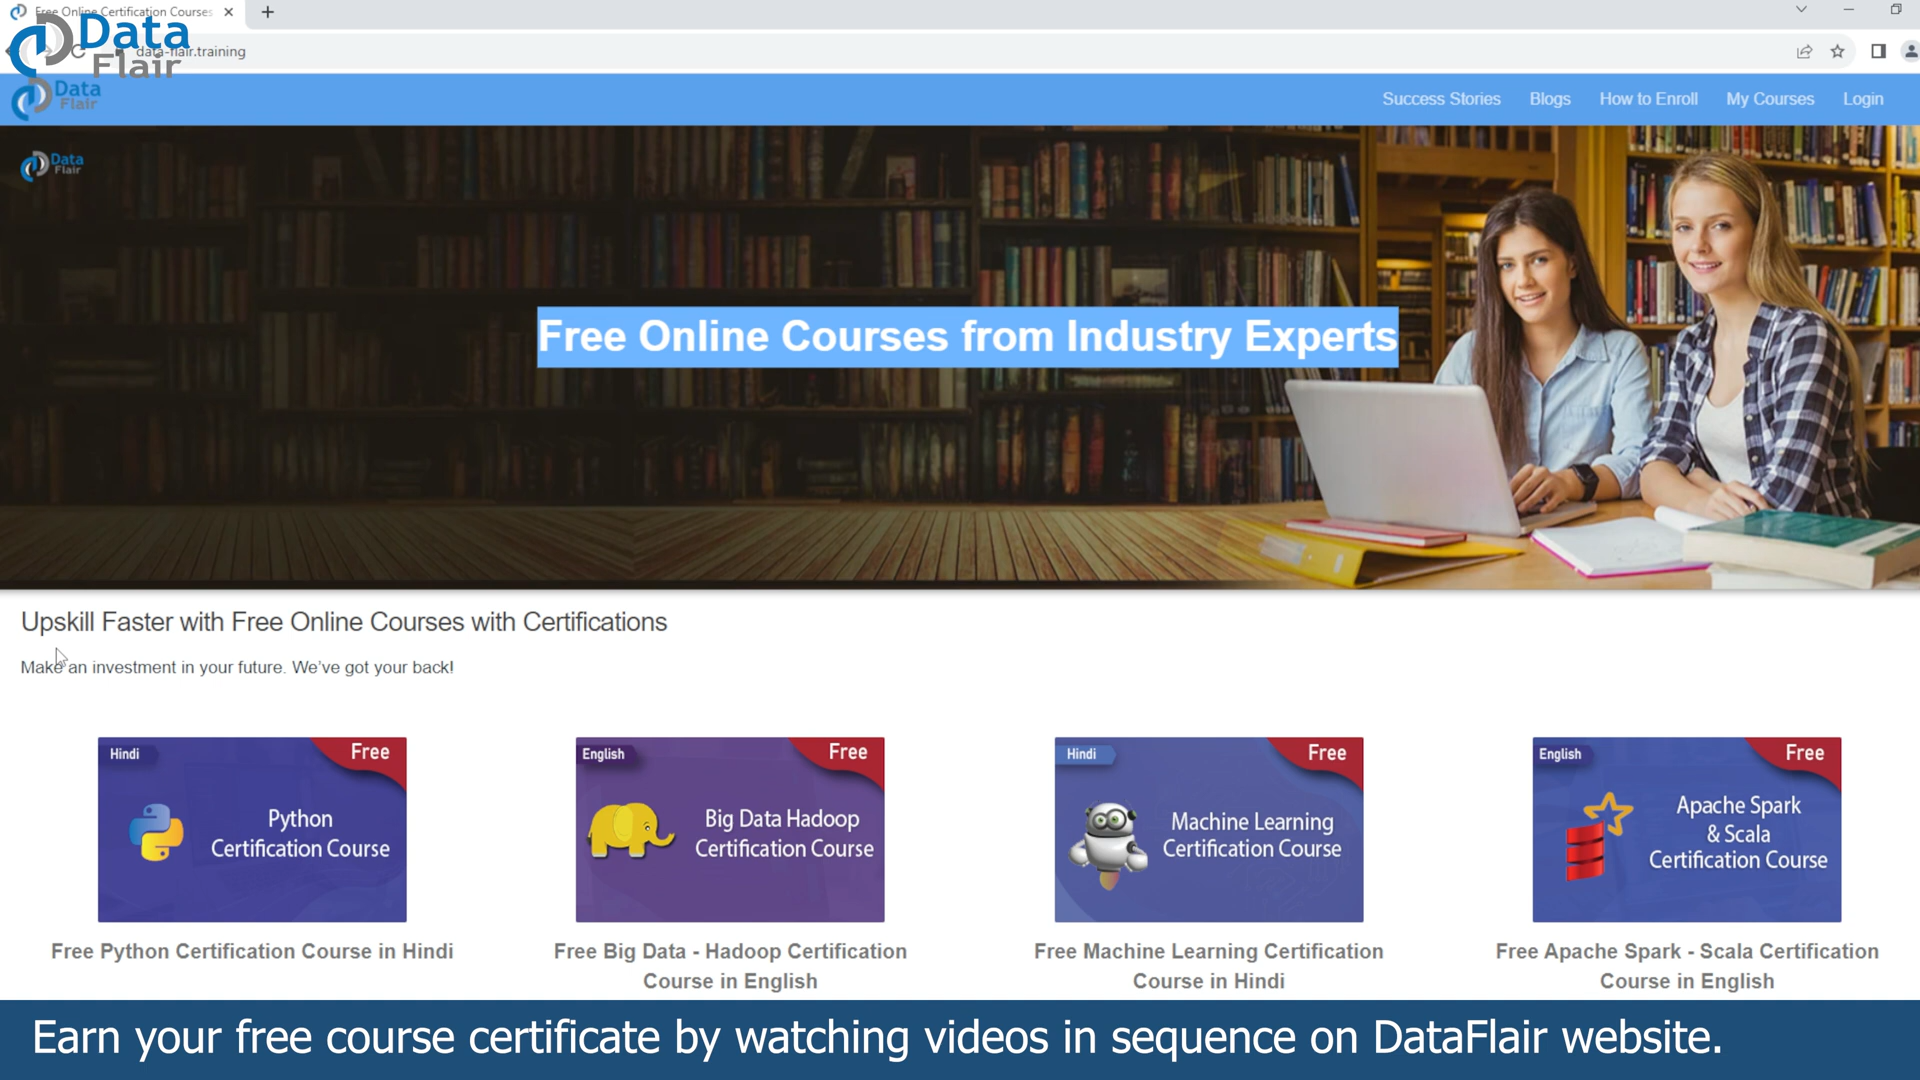 Free Online Certification Courses
Data
Flair
data-flair.training
Data
Flair
Success Stories
Blogs
How to Enroll
My Courses
Login
Data
Flair
Free Online Courses from Industry Experts
Upskill Faster with Free Online Courses with Certifications
Make an investment in your future. We've got your back!
Hindi
Free
Python
Certification Course
English
Free
Big Data Hadoop
Certification Course
Hindi
Free
Machine Learning
Certification Course
English
Free
Apache Spark
& Scala
Certification Course
Free Python Certification Course in Hindi
Free Big Data - Hadoop Certification
Course in English
Free Machine Learning Certification
Course in Hindi
Free Apache Spark - Scala Certification
Course in English
Earn your free course certificate by watching videos in sequence on DataFlair website.